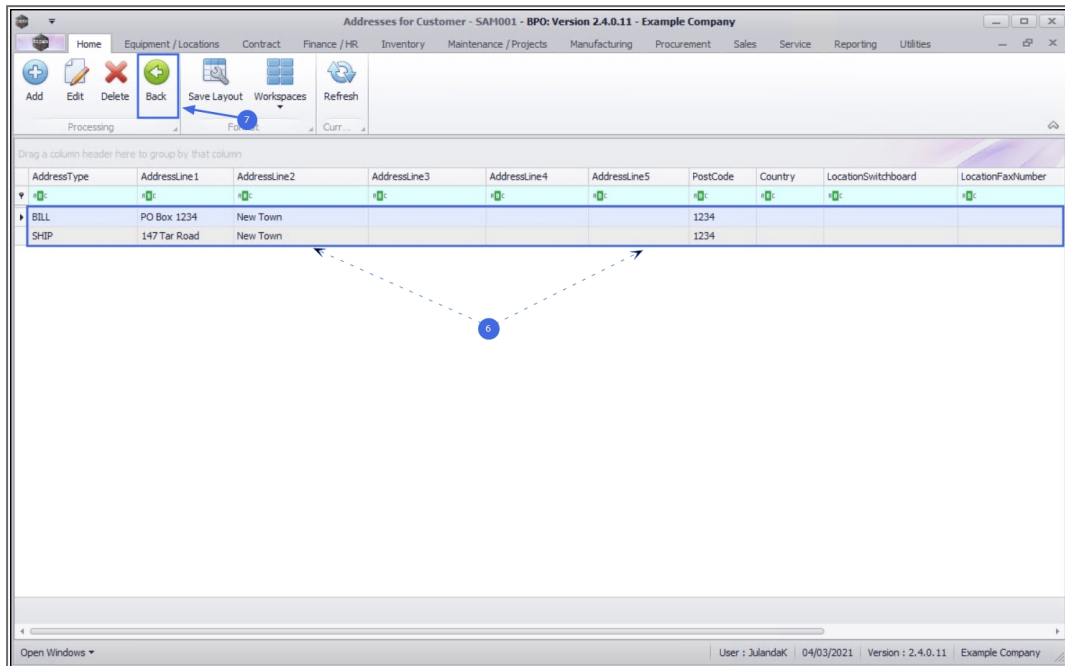 Addresses for Customer - SAM001 - BPO: Version 2.4.0.11 - Example Company
Home Equipment / Locations Contract Finance / HR Inventory Maintenance / Projects Manufacturing Procurement Sales Service Reporting Utilities
Add Edit Delete Back Save Layout Workspaces Refresh
7
Processing Format Curr...
Drag a column header here to group by that column
AddressType AddressLine1 AddressLine2 AddressLine3 AddressLine4 AddressLine5 PostCode Country LocationSwitchboard LocationFaxNumber
BILL PO Box 1234 New Town 1234
SHIP 147 Tar Road New Town 1234
6
Open Windows User : JulandaK 04/03/2021 Version : 2.4.0.11 Example Company